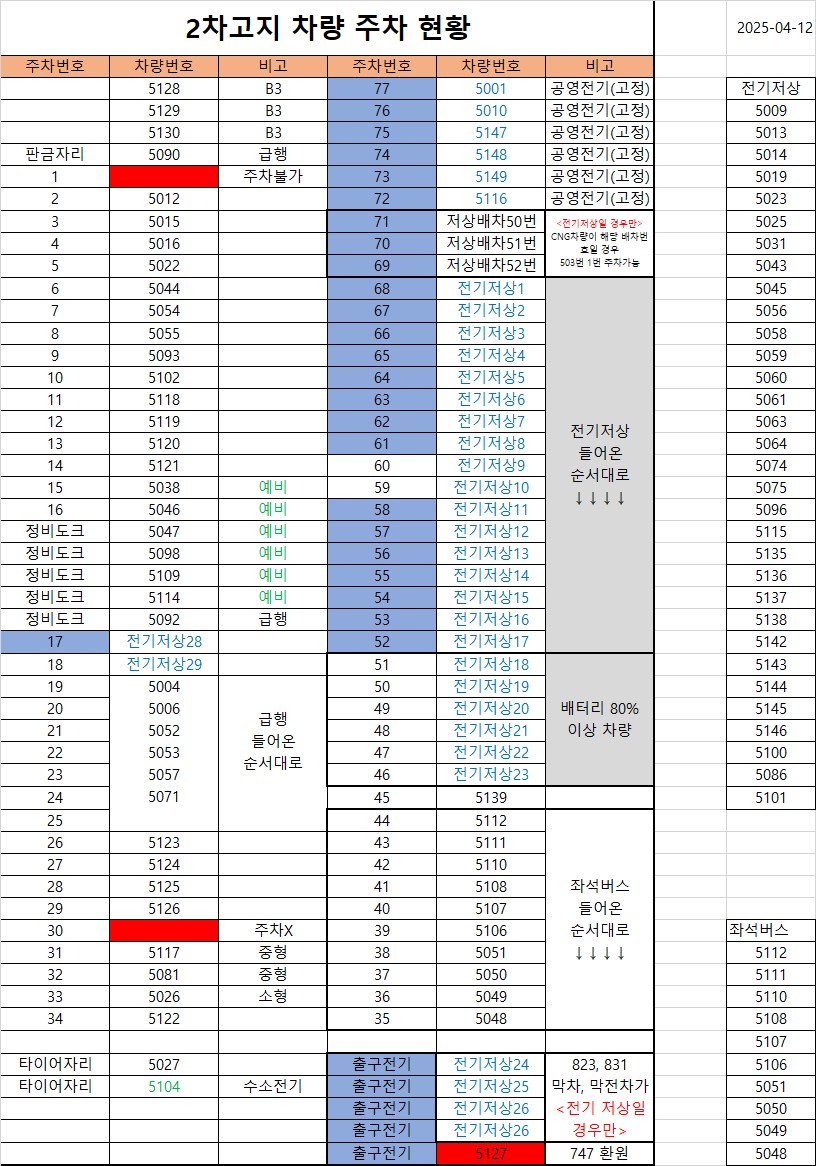 2차고지 차량 주차 현황 2025-04-12
주차번호 차량번호 비고 주차번호 차량번호 비고
5128 B3 77 5001 공영전기(고정) 전기저상
5129 B3 76 5010 공영전기(고정) 5009
5130 B3 75 5147 공영전기(고정) 5013
판금자리 5090 급행 74 5148 공영전기(고정) 5014
1 주차불가 73 5149 공영전기(고정) 5019
2 5012 72 5116 공영전기(고정) 5023
3 5015 71 저상배차50번 <전기저상일 경우만> 5025
4 5016 70 저상배차51번 CNG차량이 해당 배차번 5031
호일 경우
5 5022 69 저상배차52번 503번 1번 주차가능 5043
6 5044 68 전기저상1 5045
7 5054 67 전기저상2 5056
8 5055 66 전기저상3 5058
9 5093 65 전기저상4 5059
10 5102 64 전기저상5 5060
11 5118 63 전기저상6 5061
12 5119 62 전기저상7 5063
13 5120 61 전기저상8 전기저상 5064
14 5121 60 전기저상9 들어온 5074
15 5038 예비 59 전기저상10 순서대로 5075
16 5046 예비 58 전기저상11 ↓↓↓↓ 5096
정비도크 5047 예비 57 전기저상12 5115
정비도크 5098 예비 56 전기저상13 5135
정비도크 5109 예비 55 전기저상14 5136
정비도크 5114 예비 54 전기저상15 5137
정비도크 5092 급행 53 전기저상16 5138
17 전기저상28 52 전기저상17 5142
18 전기저상29 51 전기저상18 5143
19 5004 50 전기저상19 5144
20 5006 급행 49 전기저상20 배터리 80% 5145
21 5052 들어온 48 전기저상21 이상 차량 5146
22 5053 순서대로 47 전기저상22 5100
23 5057 46 전기저상23 5086
24 5071 45 5139 5101
25 44 5112
26 5123 43 5111
27 5124 42 5110
28 5125 41 5108 좌석버스
29 5126 40 5107 들어온
30 주차X 39 5106 순서대로 좌석버스
31 5117 중형 38 5051 ↓↓↓↓ 5112
32 5081 중형 37 5050 5111
33 5026 소형 36 5049 5110
34 5122 35 5048 5108
5107
타이어자리 5027 출구전기 전기저상24 823, 831 5106
타이어자리 5104 수소전기 출구전기 전기저상25 막차, 막전차가 5051
출구전기 전기저상26 <전기 저상일 5050
출구전기 전기저상26 경우만> 5049
출구전기 5127 747 환원 5048